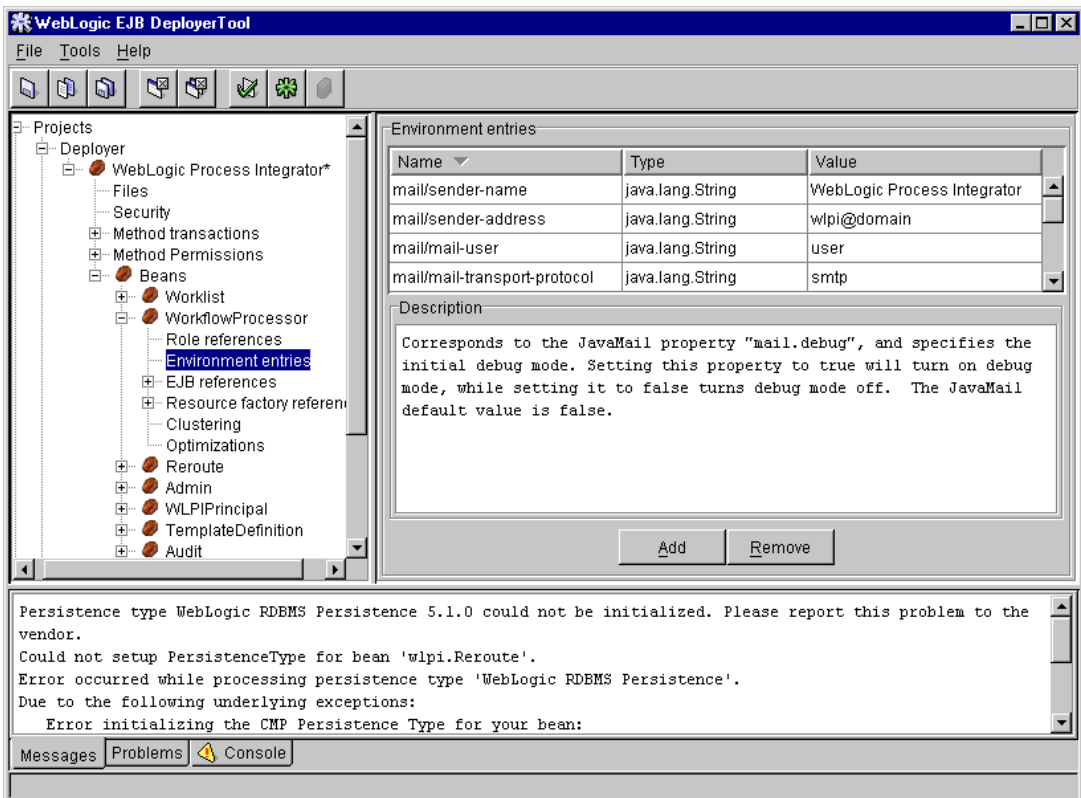 WebLogic EJB DeployerTool
File Tools Help
Projects
Deployer
WebLogic Process Integrator*
Files
Security
Method transactions
Method Permissions
Beans
Worklist
WorkflowProcessor
Role references
Environment entries
EJB references
Resource factory referen
Clustering
Optimizations
Reroute
Admin
WLPIPrincipal
TemplateDefinition
Audit
Environment entries
Name Type Value
mail/sender-name java.lang.String WebLogic Process Integrator
mail/sender-address java.lang.String wlpi@domain
mail/mail-user java.lang.String user
mail/mail-transport-protocol java.lang.String smtp
Description
Corresponds to the JavaMail property "mail.debug", and specifies the
initial debug mode. Setting this property to true will turn on debug
mode, while setting it to false turns debug mode off. The JavaMail
default value is false.
Add Remove
Persistence type WebLogic RDBMS Persistence 5.1.0 could not be initialized. Please report this problem to the
vendor.
Could not setup PersistenceType for bean 'wlpi.Reroute'.
Error occurred while processing persistence type 'WebLogic RDBMS Persistence'.
Due to the following underlying exceptions:
Error initializing the CMP Persistence Type for your bean:
Messages Problems Console